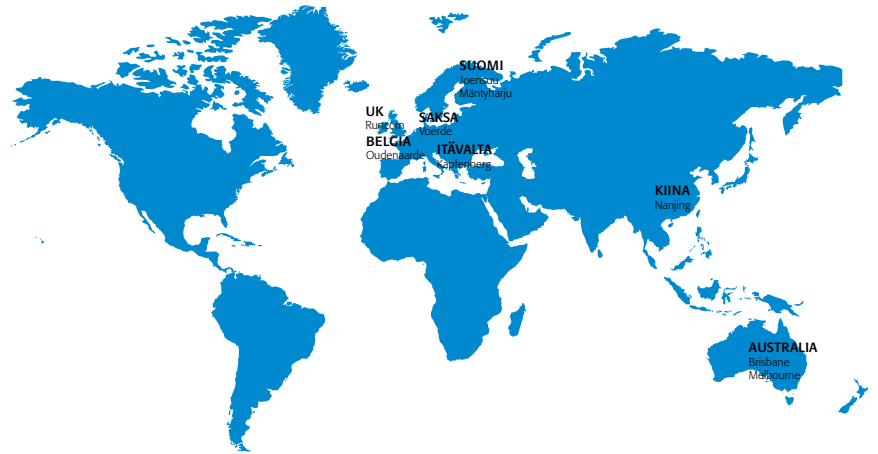 SUOMI
Joensuu
Mäntyharju
UK
Runcorn
SAKSA
Voerde
BELGIA
Oudenaarde
ITÄVALTA
Kapfenberg
KIINA
Nanjing
AUSTRALIA
Brisbane
Melbourne